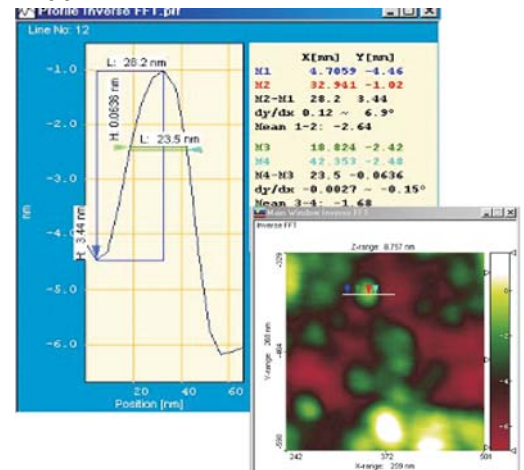 Profile Inverse FFT.plf
Line No: 12
L: 28.2 nm
H: 0.0636 nm
L: 23.5 nm
H: 3.44 nm
-1.0
-2.0
-3.0
-4.
-5.0
-6.0
nm
20 40 60
Position [nm]
X[nm] Y[nm]
M1 4.7059 -4.46
M2 32.941 -1.02
M2-M1 28.2 3.44
dy/dx 0.12 ~ 6.9°
Mean 1-2: -2.64
M3 18.824 -2.42
M4 42.353 -2.48
M4-M3 23.5 -0.0636
dy/dx -0.0027 ~ -0.15°
Mean 3-4: -1.68
Main Window Inverse FFT
Inverse FFT
Z-range: 8.757 nm
Y-range: 268 nm
242 372 501
X-range: 259 nm